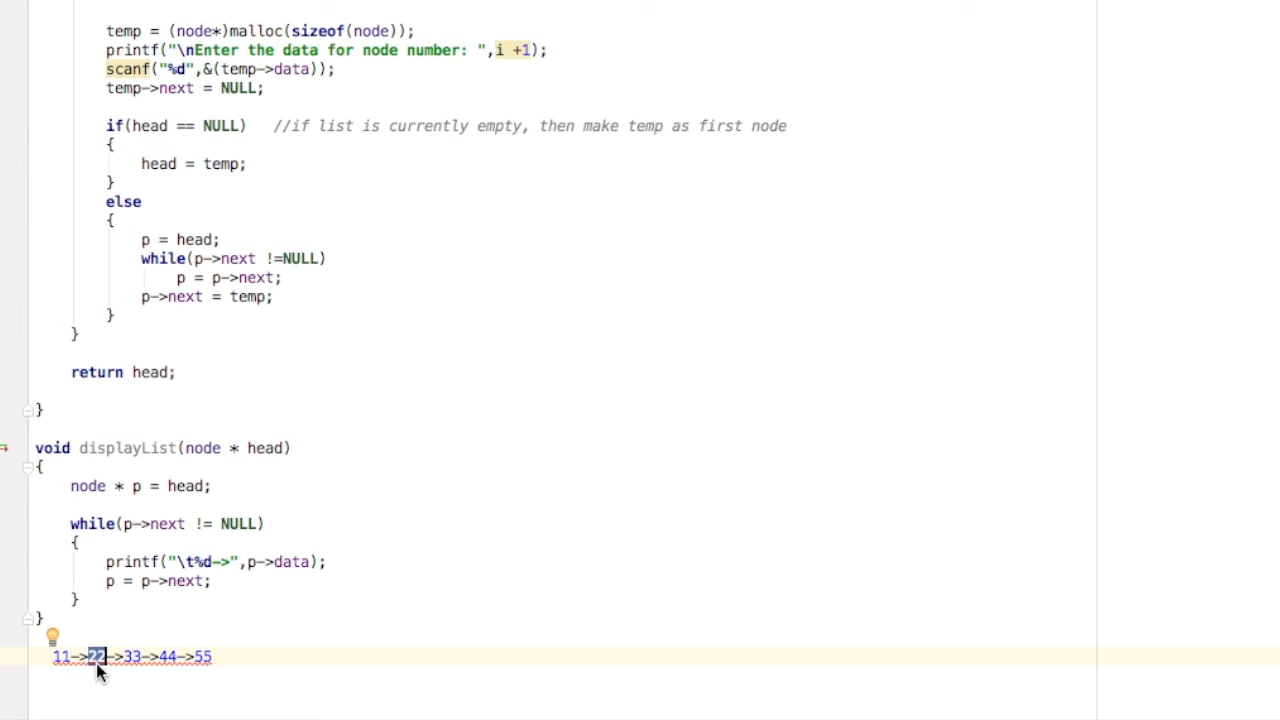 temp = (node*)malloc(sizeof(node));
printf("\nEnter the data for node number: ",i +1);
scanf("%d",&(temp->data));
temp->next = NULL;
if(head == NULL)   //if list is currently empty, then make temp as first node
{
head = temp;
}
else
{
p = head;
while(p->next !=NULL)
p = p->next;
p->next = temp;
}
}
return head;
}
void displayList(node * head)
{
node * p = head;
while(p->next != NULL)
{
printf("\t%d->",p->data);
p = p->next;
}
}
11->22->33->44->55